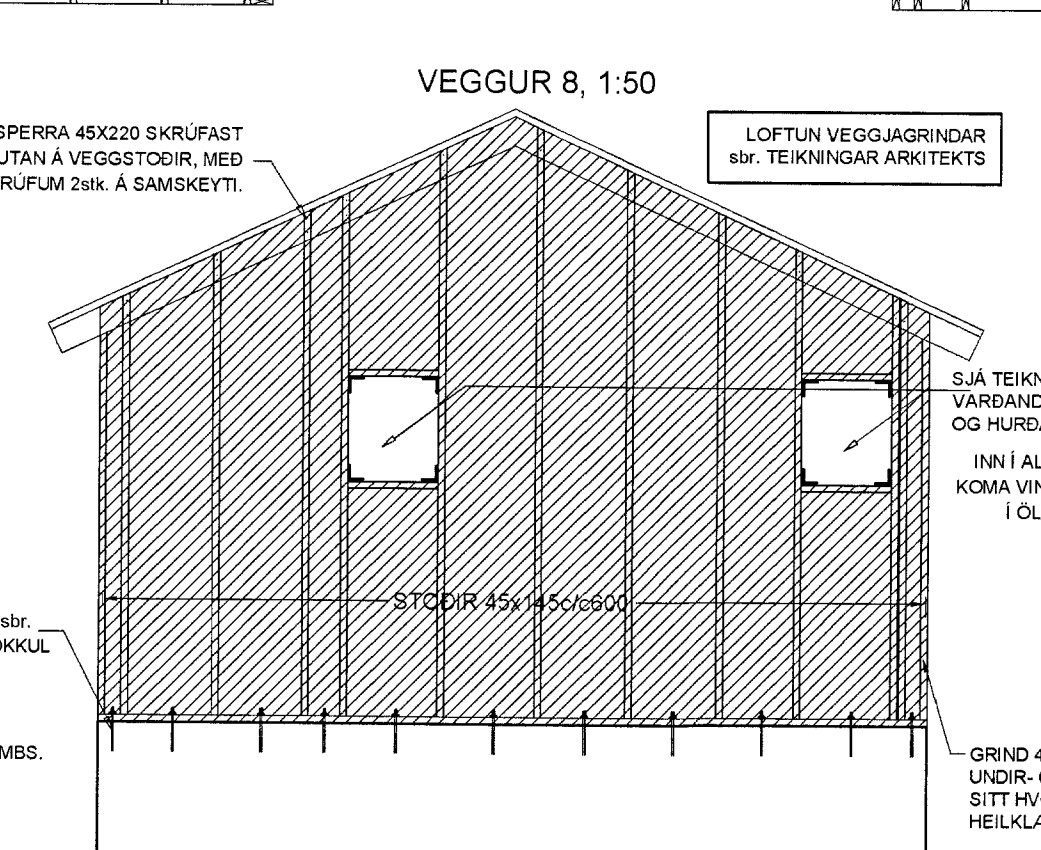 VEGGUR 8, 1:50
SPERRA 45X220 SKRÚFAST
UTAN Á VEGGSTOÐIR, MEÐ
RÚFUM 2stk. Á SAMSKEYTI.
LOFTUN VEGGJAGRINDAR
sbr. TEIKNINGAR ARKITEKTS
SJÁ TEIKN
VARÐAND
OG HURÐA
INN Í AL
KOMA VIN
Í ÖL
STOÐIR 45x145c/c600
sbr.
OKKUL
MBS.
GRIND 4
UNDIR-
SITT HV
HEILKLA